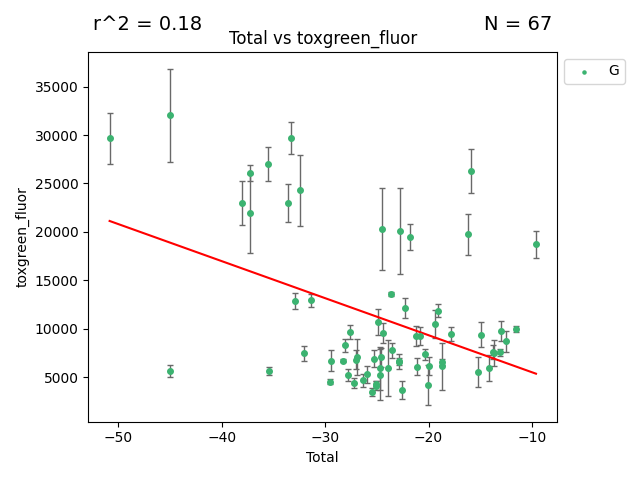 r^2 = 0.18
N = 67
Total vs toxgreen_fluor
G
35000
30000
25000
20000
15000
10000
5000
toxgreen_fluor
−50
−40
−30
−20
−10
Total